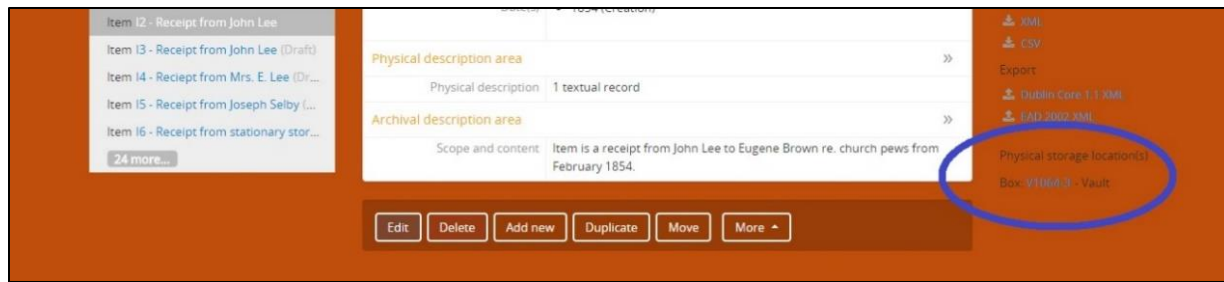 Item I2 - Receipt from John Lee
Item I3 - Receipt from John Lee (Draft)
Item I4 - Reciept from Mrs. E. Lee (Dr...
Item I5 - Receipt from Joseph Selby (...
Item I6 - Receipt from stationary stor...
24 more...
Date(s) • 1854 (Creation)
Physical description area »
Physical description 1 textual record
Archival description area »
Scope and content Item is a receipt from John Lee to Eugene Brown re. church pews from
February 1854.
Edit Delete Add new Duplicate Move More
XML
CSV
Export
Dublin Core 1.1 XML
EAD 2002 XML
Physical storage location(s)
Box: V1064-3 - Vault